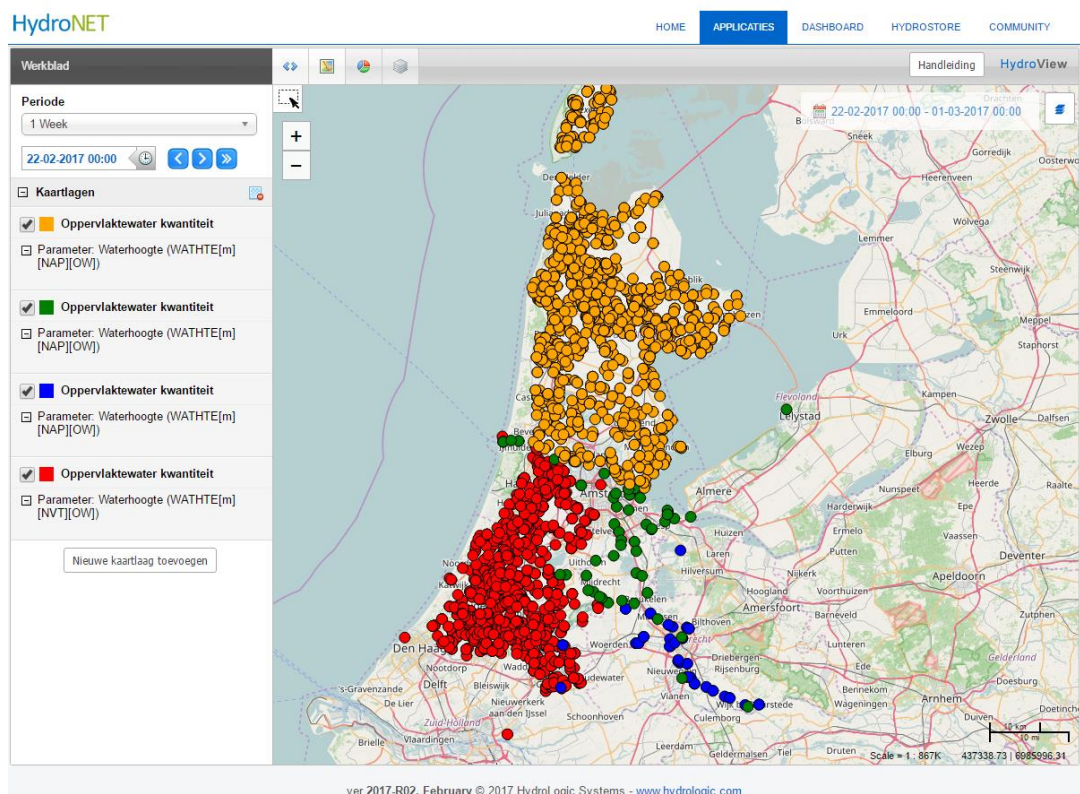 HydroNET
HOME APPLICATIES DASHBOARD HYDROSTORE COMMUNITY
Werkblad
Handleiding
HydroView
Periode
1 Week
22-02-2017 00:00
Kaartlagen
Oppervlaktewater kwantiteit
Parameter: Waterhoogte (WATHTE[m]
[NAP][OW])
Oppervlaktewater kwantiteit
Parameter: Waterhoogte (WATHTE[m]
[NAP][OW])
Oppervlaktewater kwantiteit
Parameter: Waterhoogte (WATHTE[m]
[NAP][OW])
Oppervlaktewater kwantiteit
Parameter: Waterhoogte (WATHTE[m]
[NVT][OW])
Nieuwe kaartlaag toevoegen
+
−
22-02-2017 00:00 - 01-03-2017 00:00
Drachten
Sneek
Gorredijk
Heerenveen
Wolvega
Lemmer
Steenwijk
Emmeloord
Meppel
Urk
Staphorst
Flevoland
Kampen
Lelystad
Zwolle
Dalfsen
Wezep
Elburg
Almere
Nunspeet
Heerde
Raalte
Harderwijk
Epe
Huizen
Ermelo
Vaassen
Laren
Putten
Deventer
Hilversum
Nijkerk
Apeldoorn
Hoogland
Voorthuizen
Amersfoort
Zutphen
Bilthoven
Barneveld
Woerden
Lunteren
Den Haag
Driebergen-
Rijsenburg
Gelderland
Nootdorp
Ede
Doesburg
's-Gravenzande
Delft
Bleiswijk
Bennekom
Vianen
Wageningen
Arnhem
De Lier
Nieuwerkerk
aan den IJssel
Schoonhoven
Culemborg
Duiven
Zuid-Holland
Vlaardingen
Brielle
Leerdam
Geldermalsen
Tiel
Druten
10 km
10 mi
Scale = 1 : 867K 437338.73 | 6985996.31
ver 2017-R02, February © 2017 HydroLogic Systems - www.hydrologic.com